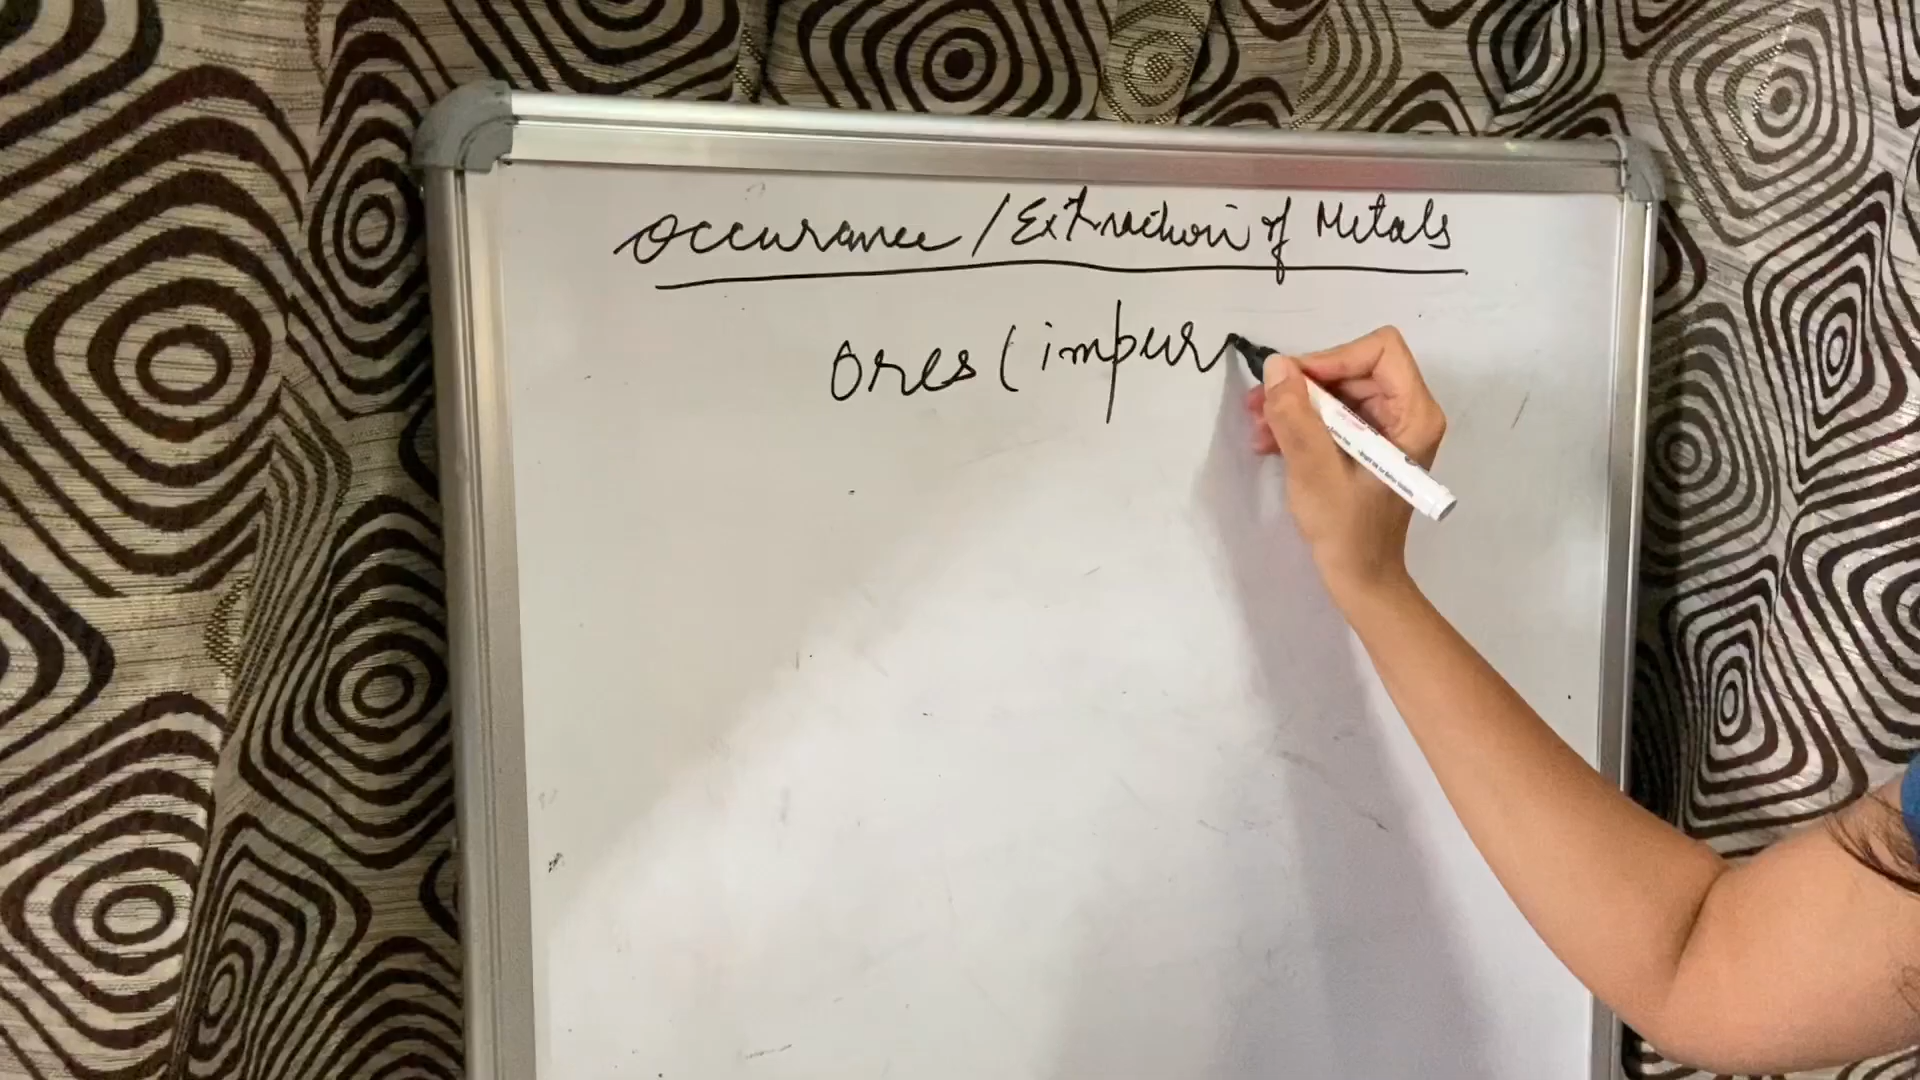 Occurance / Extraction of Metals
Ores (impur